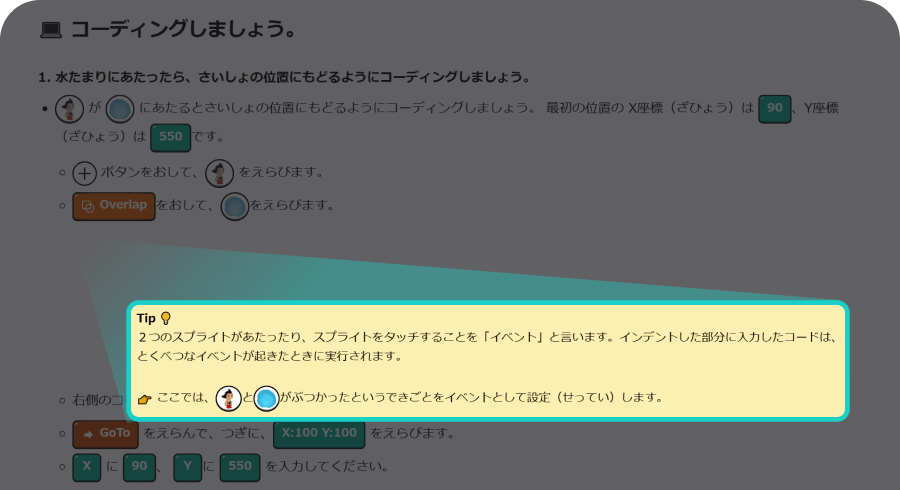 コーディングしましょう。
1. 水たまりにあたったら、さいしょの位置にもどるようにコーディングしましょう。
が にあたるとさいしょの位置にもどるようにコーディングしましょう。 最初の位置の X座標（ざひょう）は 90 、Y座標
（ざひょう）は 550 です。
ボタンをおして、 をえらびます。
Overlap をおして、 をえらびます。
Tip
２つのスプライトがあたったり、スプライトをタッチすることを「イベント」と言います。インデントした部分に入力したコードは、
とくべつなイベントが起きたときに実行されます。
ここでは、 と がぶつかったというできごとをイベントとして設定（せってい）します。
右側のコ
GoTo をえらんで、つぎに、 X:100 Y:100 をえらびます。
X に 90 、 Y に 550 を入力してください。